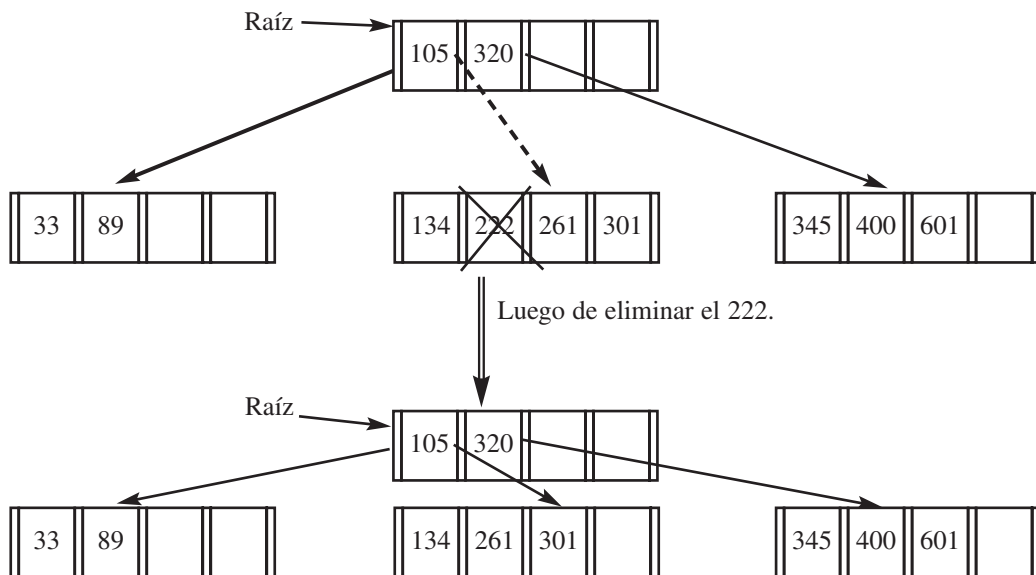 Raíz
105 320
33 89
134 222 261 301
345 400 601
Luego de eliminar el 222.
Raíz
105 320
33 89
134 261 301
345 400 601